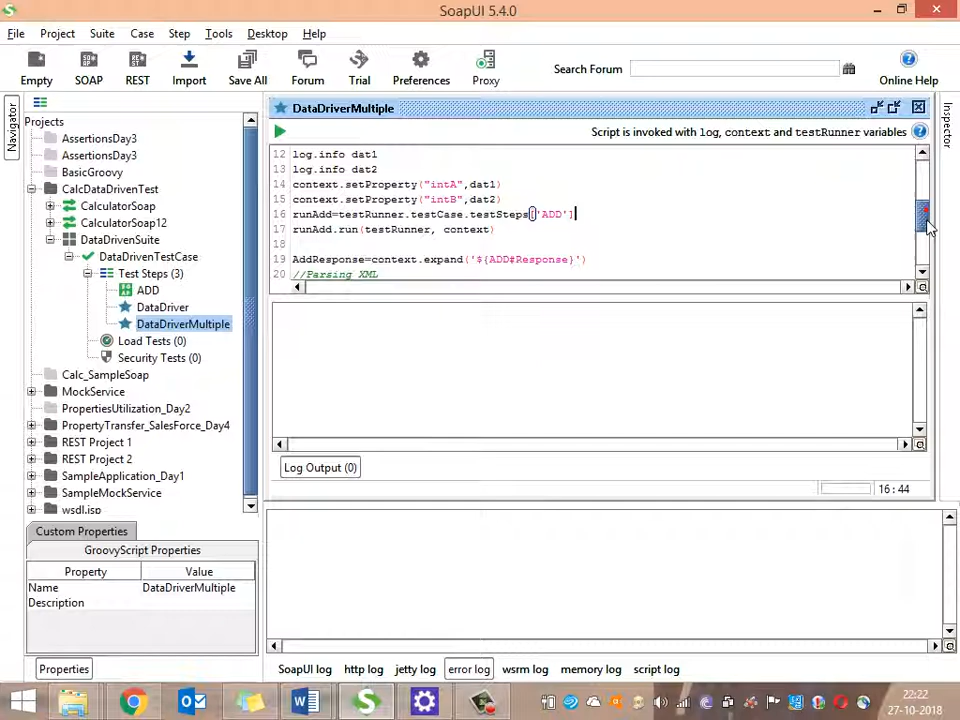 SoapUI 5.4.0
File Project Suite Case Step Tools Desktop Help
Empty SOAP REST Import Save All Forum Trial Preferences Proxy Search Forum Online Help
Navigator
Projects
AssertionsDay3
AssertionsDay3
BasicGroovy
CalcDataDrivenTest
CalculatorSoap
CalculatorSoap12
DataDrivenSuite
DataDrivenTestCase
Test Steps (3)
ADD
DataDriver
DataDriverMultiple
Load Tests (0)
Security Tests (0)
Calc_SampleSoap
MockService
PropertiesUtilization_Day2
PropertyTransfer_SalesForce_Day4
REST Project 1
REST Project 2
SampleApplication_Day1
SampleMockService
wsdl.jsp
Custom Properties
GroovyScript Properties
Property Value
Name DataDriverMultiple
Description
Properties
DataDriverMultiple
Script is invoked with log, context and testRunner variables
12 log.info dat1
13 log.info dat2
14 context.setProperty("intA",dat1)
15 context.setProperty("intB",dat2)
16 runAdd=testRunner.testCase.testSteps['ADD']
17 runAdd.run(testRunner, context)
18
19 AddResponse=context.expand('${ADD#Response}')
20 //Parsing XML
Log Output (0)
16 : 44
Inspector
SoapUI log http log jetty log error log wsrm log memory log script log
22:22
27-10-2018